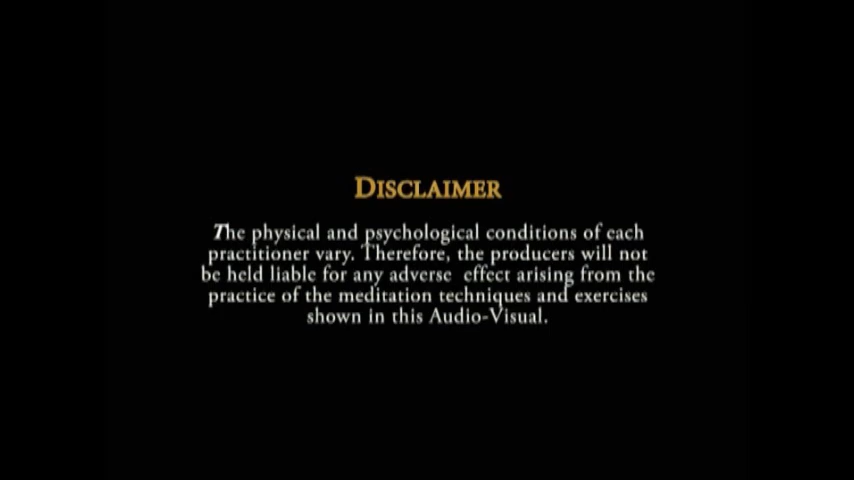 DISCLAIMER
The physical and psychological conditions of each
practitioner vary. Therefore, the producers will not
be held liable for any adverse effect arising from the
practice of the meditation techniques and exercises
shown in this Audio-Visual.